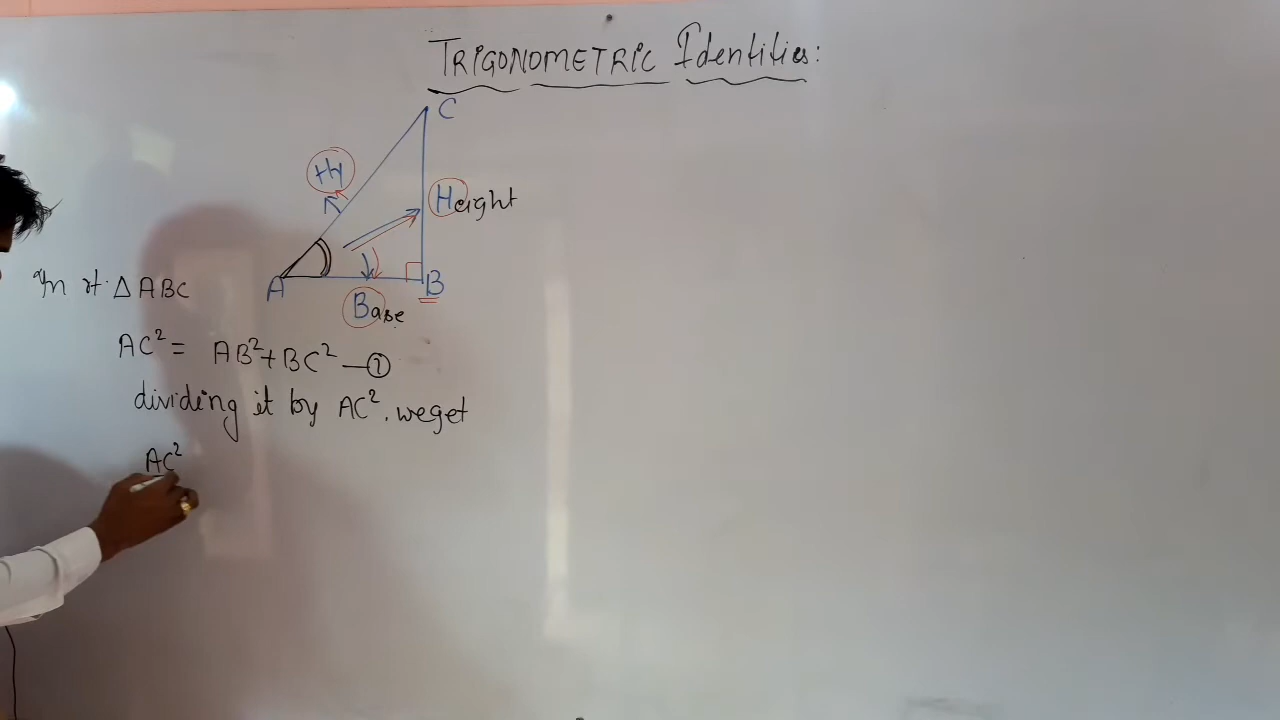 TRIGONOMETRIC Identities:
C
Hy
Height
A
B
Base
In rt. △ ABC
AC² = AB² + BC² — ①
dividing it by AC². we get
AC²